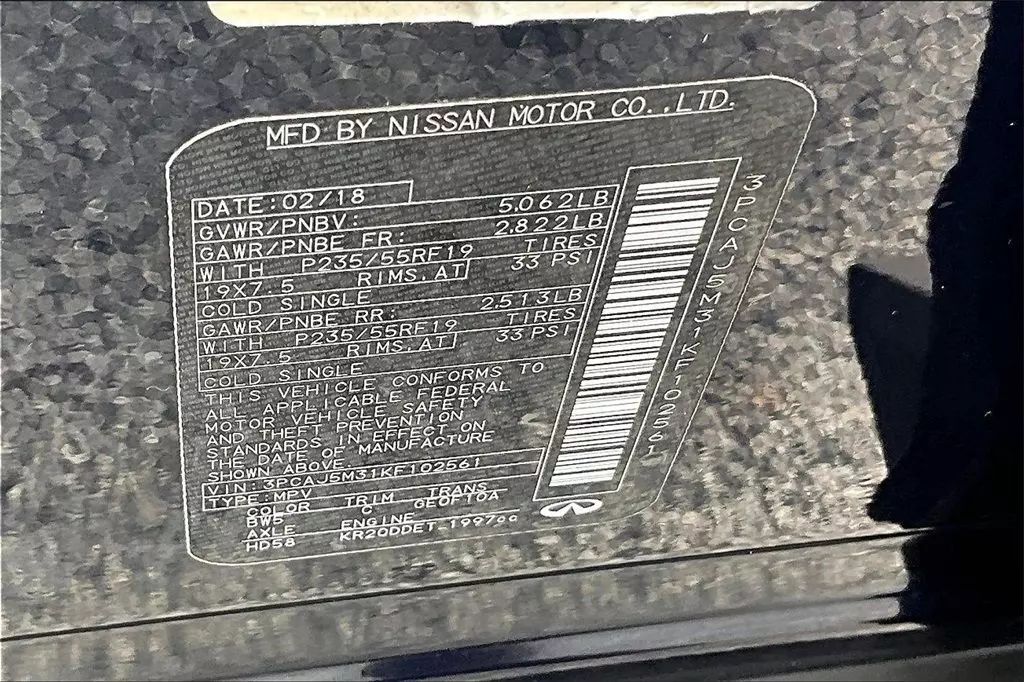 MFD BY NISSAN MOTOR CO.,LTD.
DATE:02/18
GVWR/PNBV: 5.062LB
GAWR/PNBE FR: 2.822LB
WITH P235/55RF19 TIRES
19X7.5 RIMS.AT 33 PSI
COLD SINGLE
GAWR/PNBE RR: 2.513LB
WITH P235/55RF19 TIRES
19X7.5 RIMS.AT 33 PSI
COLD SINGLE
THIS VEHICLE CONFORMS TO
ALL APPLICABLE FEDERAL
MOTOR VEHICLE SAFETY
AND THEFT PREVENTION
STANDARDS IN EFFECT ON
THE DATE OF MANUFACTURE
SHOWN ABOVE.
VIN:3PCAJ5M31KF102561
TYPE:MPV
COLOR TRIM TRANS
BW5 C GE0F10A
AXLE ENGINE
HD58 KR20DDET-1997cc
3PCAJ5M31KF102561